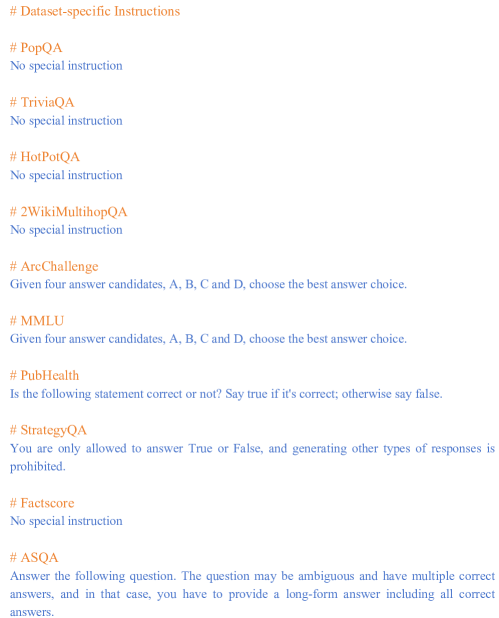 # Dataset-specific Instructions
# PopQA
No special instruction
# TriviaQA
No special instruction
# HotPotQA
No special instruction
# 2WikiMultihopQA
No special instruction
# ArcChallenge
Given four answer candidates, A, B, C and D, choose the best answer choice.
# MMLU
Given four answer candidates, A, B, C and D, choose the best answer choice.
# PubHealth
Is the following statement correct or not? Say true if it's correct; otherwise say false.
# StrategyQA
You are only allowed to answer True or False, and generating other types of responses is
prohibited.
# Factscore
No special instruction
# ASQA
Answer the following question. The question may be ambiguous and have multiple correct
answers, and in that case, you have to provide a long-form answer including all correct
answers.